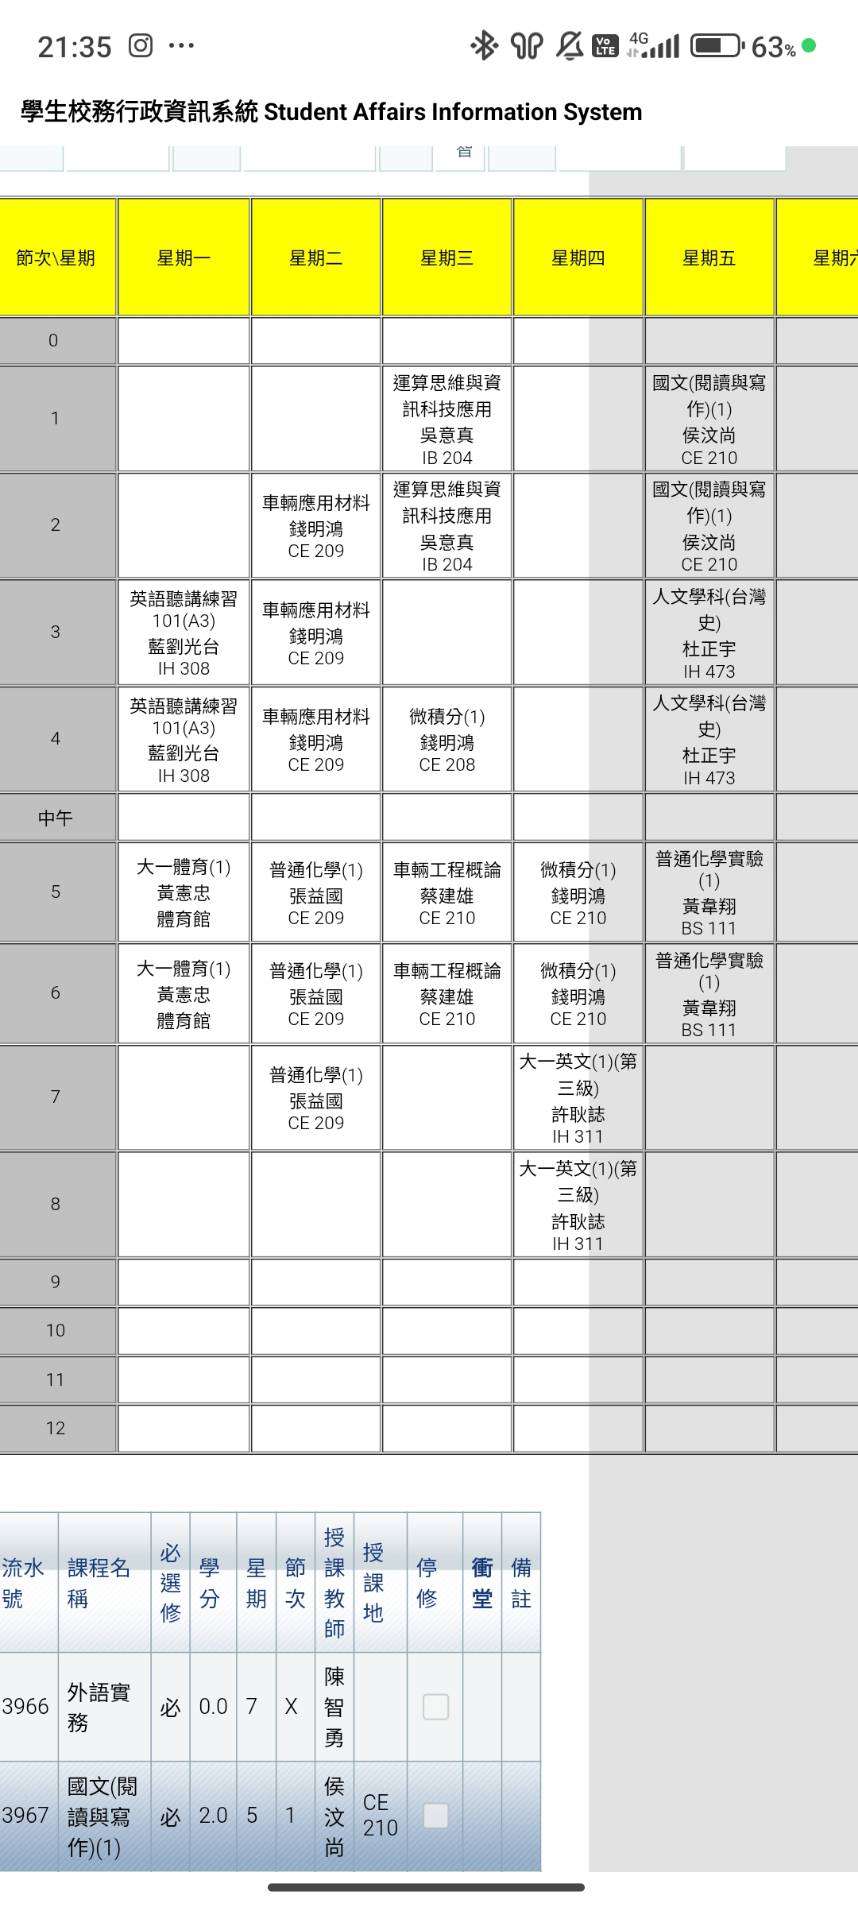 21:35
VoLTE 4G 63%
學生校務行政資訊系統 Student Affairs Information System
節次\星期 星期一 星期二 星期三 星期四 星期五
0
1
運算思維與資
訊科技應用
吳意真
IB 204
國文(閱讀與寫
作)(1)
侯汶尚
CE 210
2
車輛應用材料
錢明鴻
CE 209
運算思維與資
訊科技應用
吳意真
IB 204
國文(閱讀與寫
作)(1)
侯汶尚
CE 210
3
英語聽講練習
101(A3)
藍劉光台
IH 308
車輛應用材料
錢明鴻
CE 209
人文學科(台灣
史)
杜正宇
IH 473
4
英語聽講練習
101(A3)
藍劉光台
IH 308
車輛應用材料
錢明鴻
CE 209
微積分(1)
錢明鴻
CE 208
人文學科(台灣
史)
杜正宇
IH 473
中午
5
大一體育(1)
黃憲忠
體育館
普通化學(1)
張益國
CE 209
車輛工程概論
蔡建雄
CE 210
微積分(1)
錢明鴻
CE 210
普通化學實驗
(1)
黃韋翔
BS 111
6
大一體育(1)
黃憲忠
體育館
普通化學(1)
張益國
CE 209
車輛工程概論
蔡建雄
CE 210
微積分(1)
錢明鴻
CE 210
普通化學實驗
(1)
黃韋翔
BS 111
7
普通化學(1)
張益國
CE 209
大一英文(1)(第
三級)
許耿誌
IH 311
8
大一英文(1)(第
三級)
許耿誌
IH 311
9
10
11
12
流水
號
課程名
稱
必
選
修
學
分
星
期
節
次
授
課
教
師
授
課
地
停
修
衝
堂
備
註
3966
外語實
務
必
0.0
7
X
陳
智
勇
3967
國文(閱
讀與寫
作)(1)
必
2.0
5
1
侯
汶
尚
CE
210